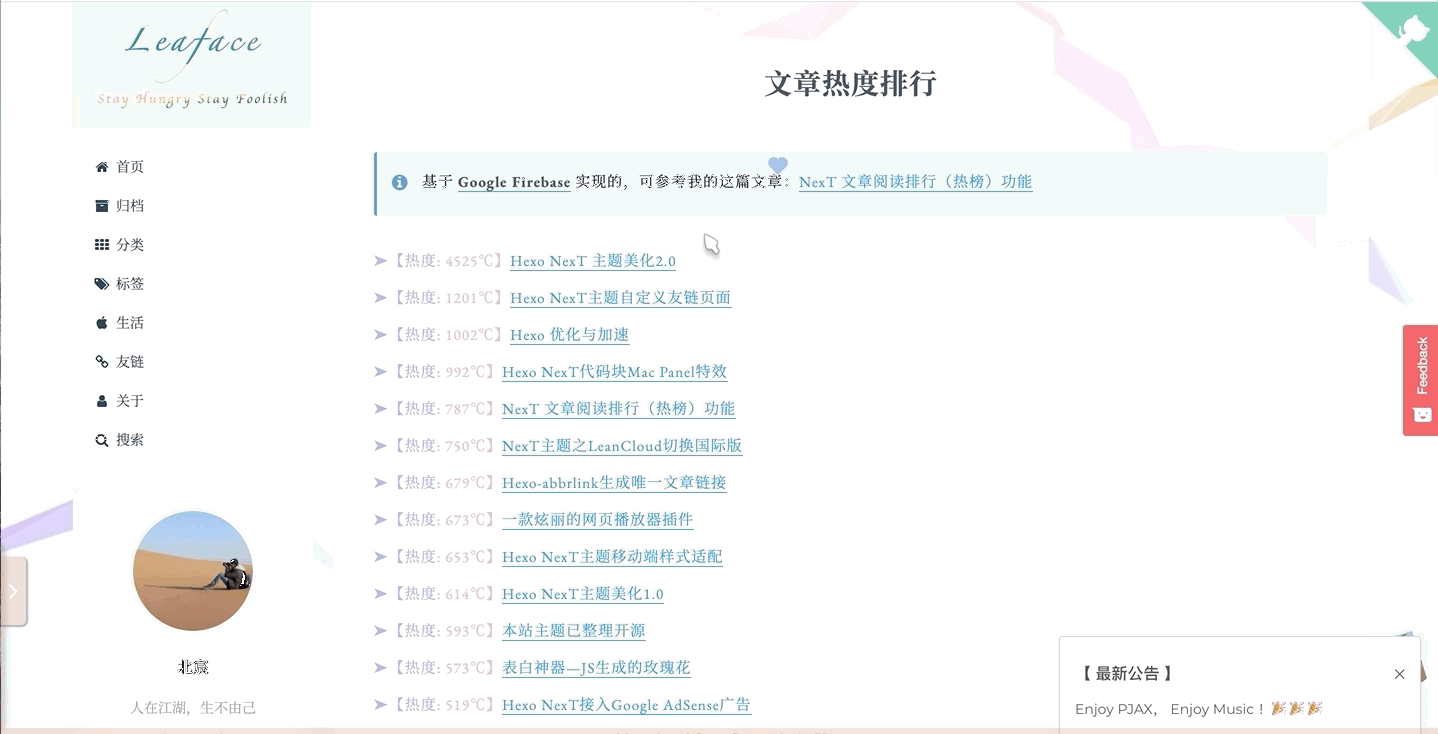 Leaface
Stay Hungry Stay Foolish
首页
归档
分类
标签
生活
友链
关于
搜索
北宸
人在江湖，生不由己
文章热度排行
基于 Google Firebase 实现的，可参考我的这篇文章：NexT 文章阅读排行（热榜）功能
➤【热度: 4525℃】Hexo NexT 主题美化2.0
➤【热度: 1201℃】Hexo NexT主题自定义友链页面
➤【热度: 1002℃】Hexo 优化与加速
➤【热度: 992℃】Hexo NexT代码块Mac Panel特效
➤【热度: 787℃】NexT 文章阅读排行（热榜）功能
➤【热度: 750℃】NexT主题之LeanCloud切换国际版
➤【热度: 679℃】Hexo-abbrlink生成唯一文章链接
➤【热度: 673℃】一款炫丽的网页播放器插件
➤【热度: 653℃】Hexo NexT主题移动端样式适配
➤【热度: 614℃】Hexo NexT主题美化1.0
➤【热度: 593℃】本站主题已整理开源
➤【热度: 573℃】表白神器—JS生成的玫瑰花
➤【热度: 519℃】Hexo NexT接入Google AdSense广告
Feedback
【 最新公告 】
Enjoy PJAX， Enjoy Music！🎉🎉🎉